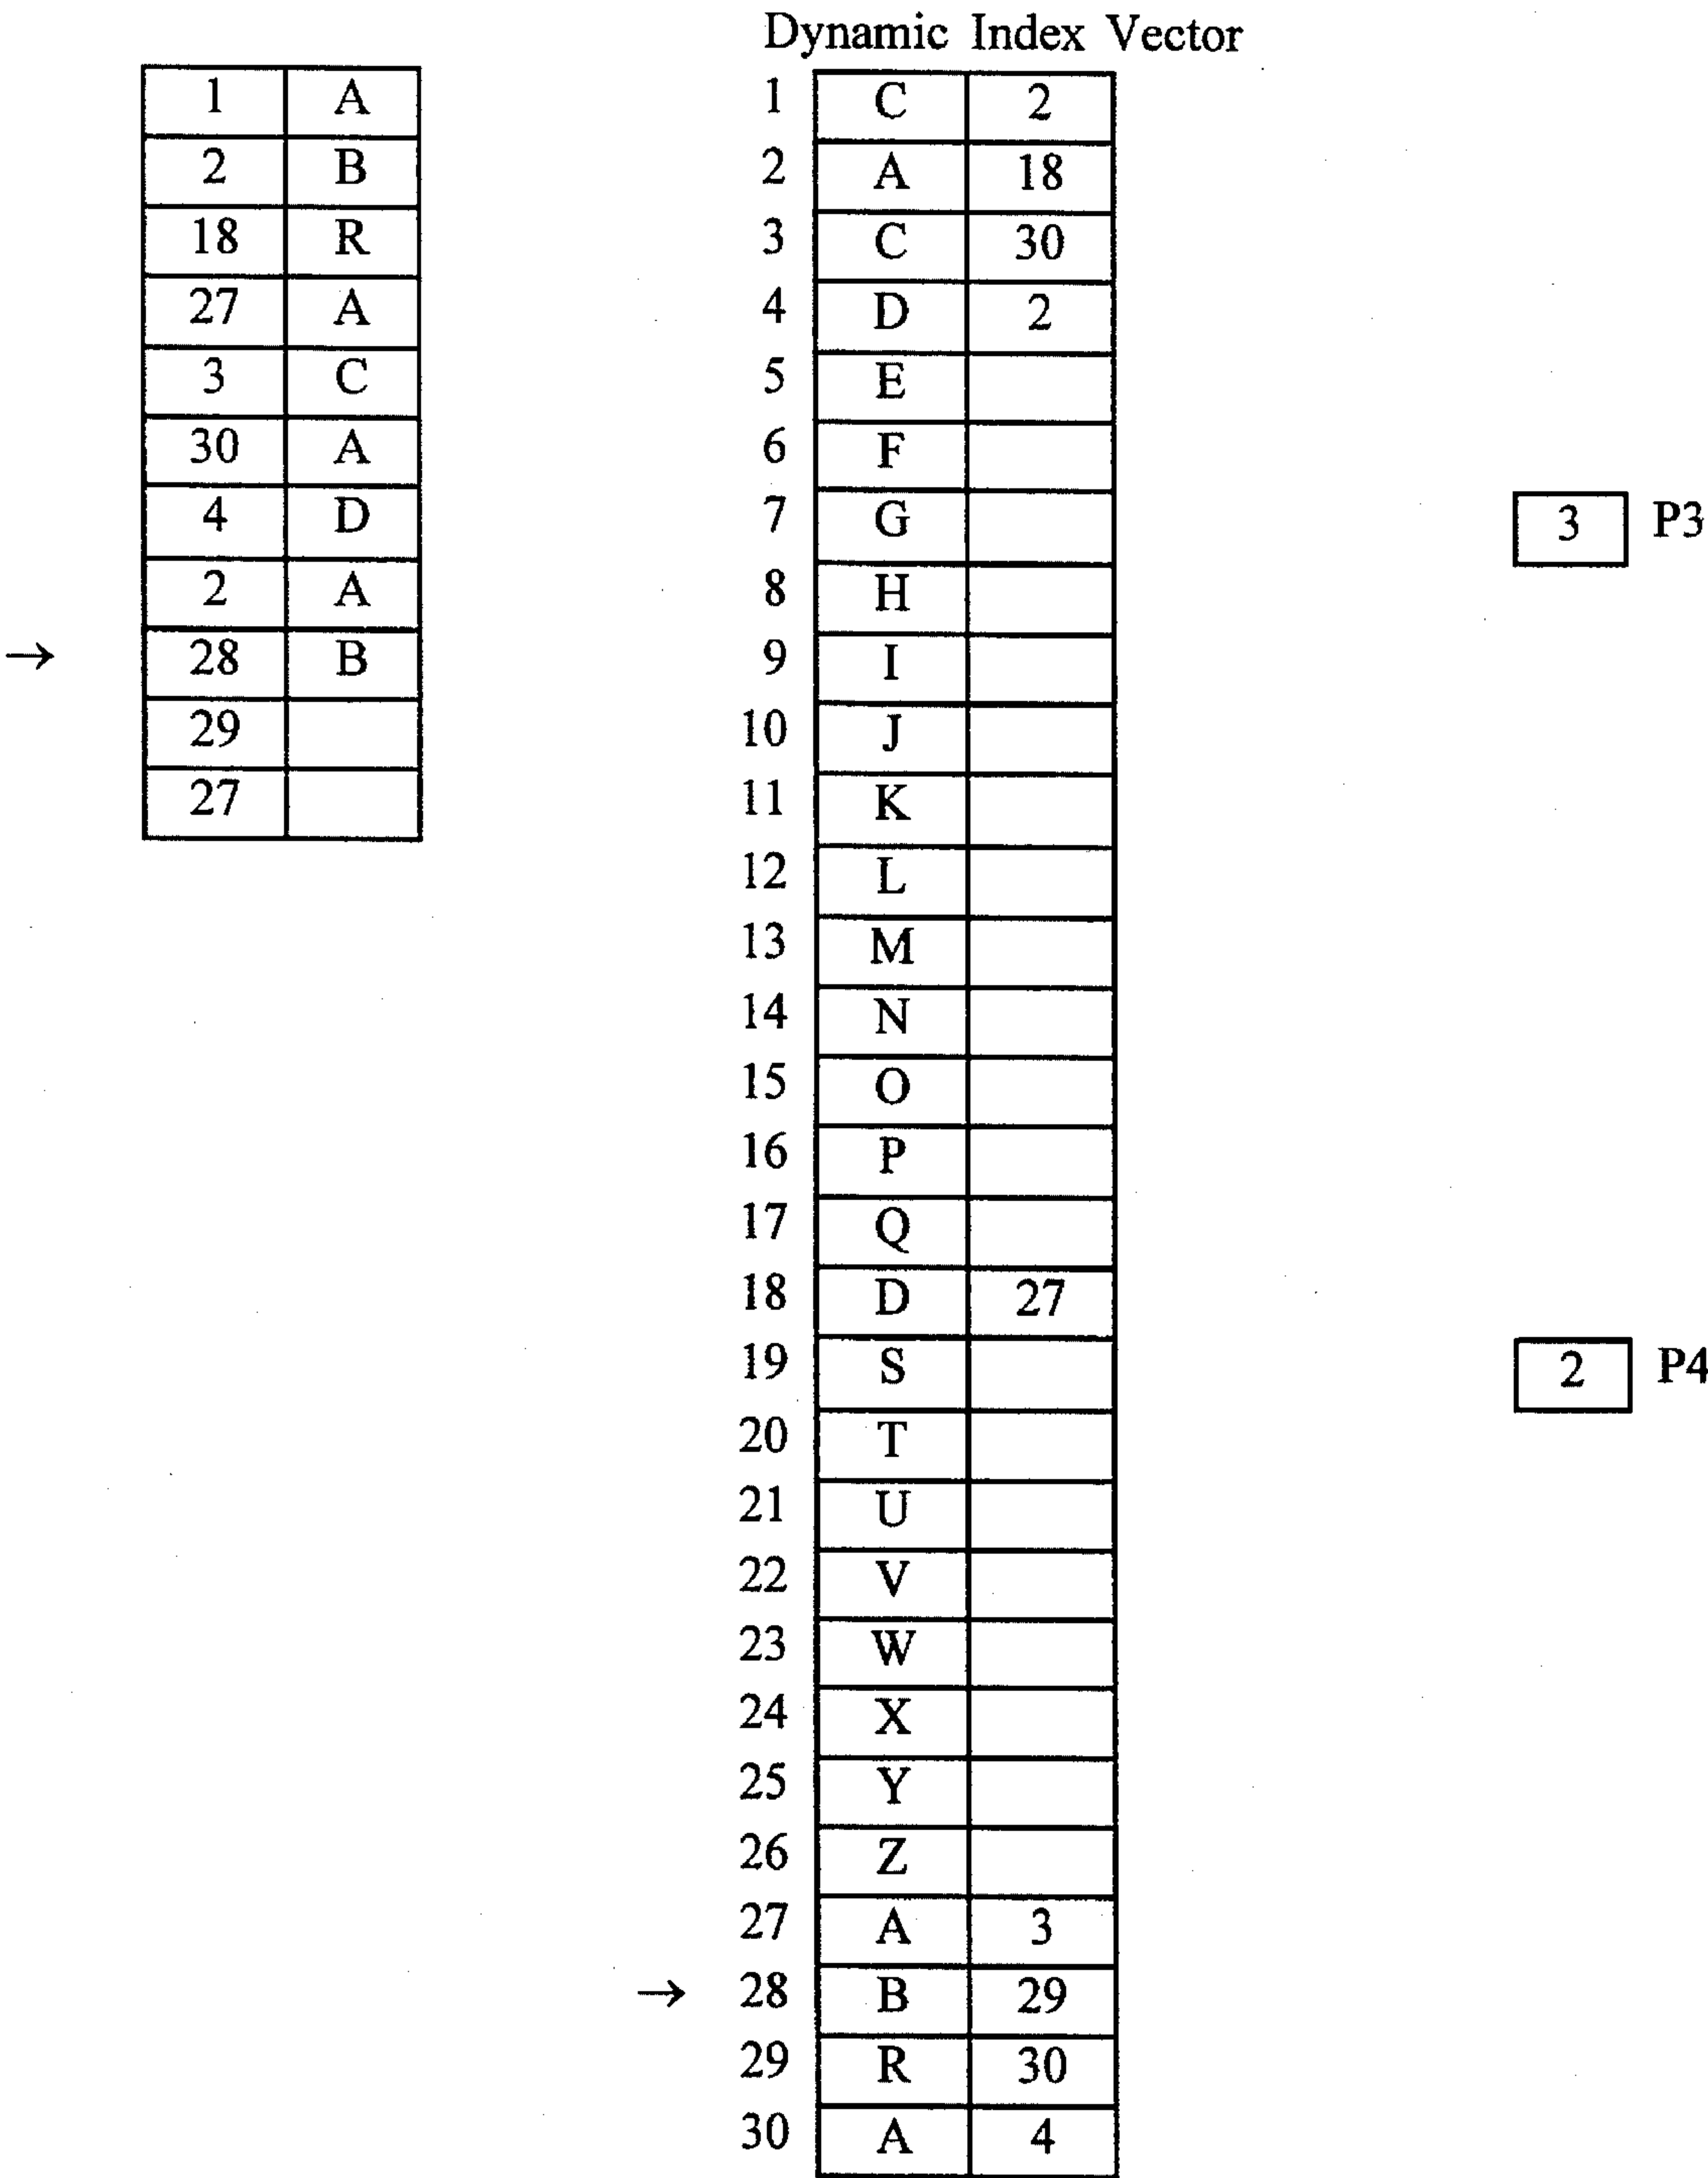 Dynamic Index Vector
1 A
2 B
18 R
27 A
3 C
30 A
4 D
2 A
→ 28 B
29
27
1 C 2
2 A 18
3 C 30
4 D 2
5 E
6 F
7 G
8 H
9 I
10 J
11 K
12 L
13 M
14 N
15 O
16 P
17 Q
18 D 27
19 S
20 T
21 U
22 V
23 W
24 X
25 Y
26 Z
27 A 3
→ 28 B 29
29 R 30
30 A 4
3 P3
2 P4